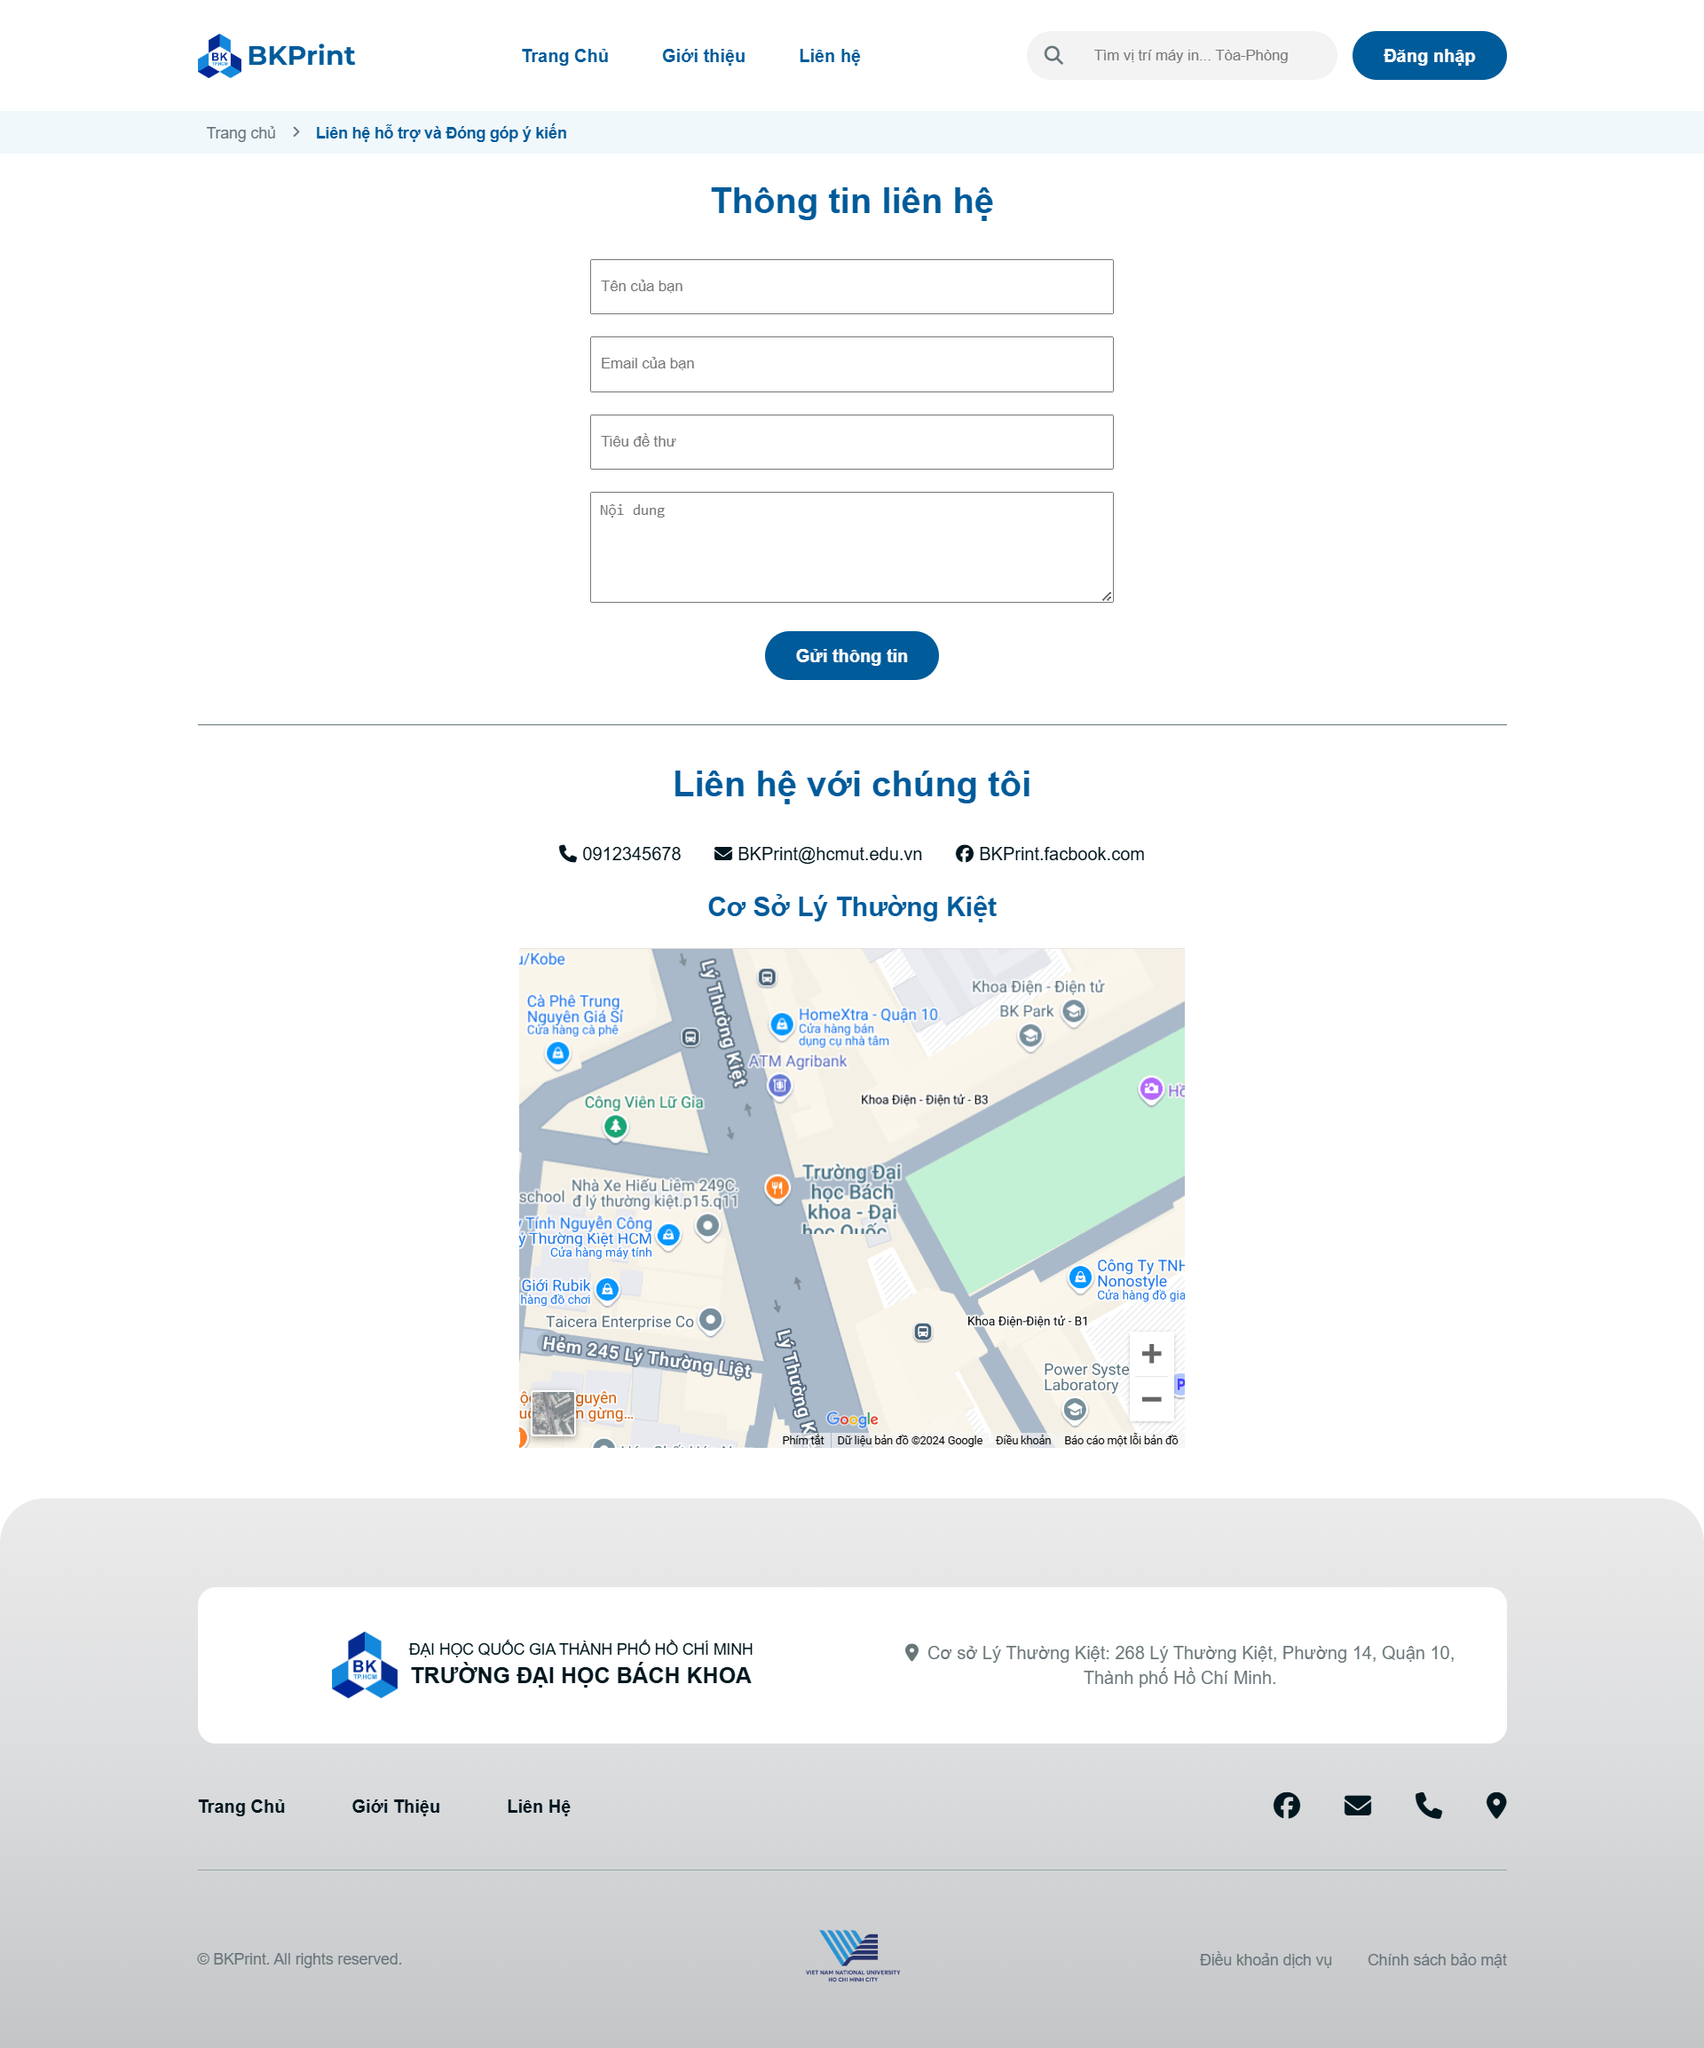 BK
TP.HCM
BKPrint
Trang Chủ
Giới thiệu
Liên hệ
Tìm vị trí máy in... Tòa-Phòng
Đăng nhập
Trang chủ
Liên hệ hỗ trợ và Đóng góp ý kiến
Thông tin liên hệ
Tên của bạn
Email của bạn
Tiêu đề thư
Nội dung
Gửi thông tin
Liên hệ với chúng tôi
0912345678
BKPrint@hcmut.edu.vn
BKPrint.facbook.com
Cơ Sở Lý Thường Kiệt
u/Kobe
Cà Phê Trung
Nguyên Giá Sỉ
Cửa hàng cà phê
Lý Thường Kiệt
HomeXtra - Quận 10
Cửa hàng bán
dụng cụ nhà tắm
ATM Agribank
Khoa Điện - Điện tử
BK Park
Khoa Điện - Điện tử - B3
Công Viên Lữ Gia
Trường Đại
học Bách
khoa - Đại
học Quốc
school
Nhà Xe Hiếu Liêm 249C.
đ lý thường kiệt.p15.q11
Tính Nguyễn Công
ý Thường Kiệt HCM
Cửa hàng máy tính
Giới Rubik
hàng đồ chơi
Taicera Enterprise Co
Hẻm 245 Lý Thường Liệt
Lý Thường K
Công Ty TNH
Nonostyle
Cửa hàng đồ gia
Khoa Điện-Điện tử - B1
Power Syste
Laboratory
P
guyên
n gừng...
Google
Phím tắt
Dữ liệu bản đồ ©2024 Google
Điều khoản
Báo cáo một lỗi bản đồ
BK
TP.HCM
ĐẠI HỌC QUỐC GIA THÀNH PHỐ HỒ CHÍ MINH
TRƯỜNG ĐẠI HỌC BÁCH KHOA
Cơ sở Lý Thường Kiệt: 268 Lý Thường Kiệt, Phường 14, Quận 10,
Thành phố Hồ Chí Minh.
Trang Chủ
Giới Thiệu
Liên Hệ
© BKPrint. All rights reserved.
VIET NAM NATIONAL UNIVERSITY
HO CHI MINH CITY
Điều khoản dịch vụ
Chính sách bảo mật